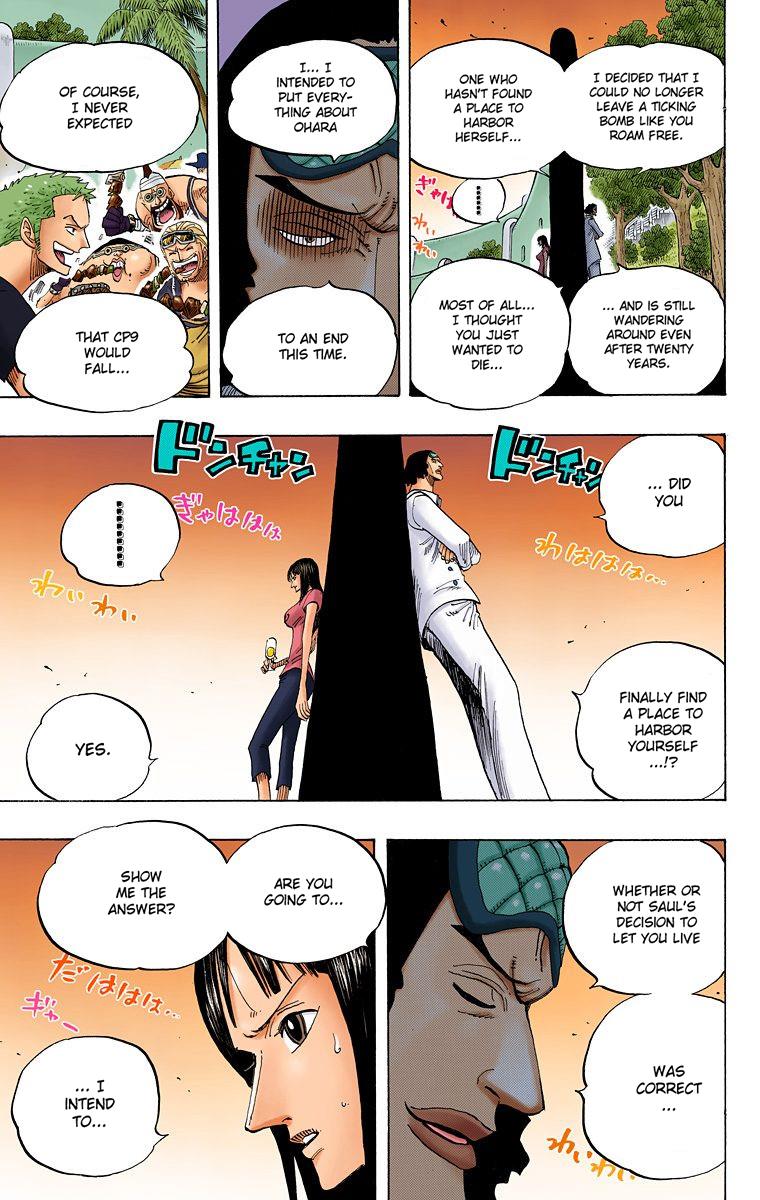 I DECIDED THAT I
COULD NO LONGER
LEAVE A TICKING
BOMB LIKE YOU
ROAM FREE.
ONE WHO
HASN'T FOUND
A PLACE TO
HARBOR
HERSELF...
ぎゃは
わい
わい
... AND IS STILL
WANDERING
AROUND EVEN
AFTER TWENTY
YEARS.
MOST OF ALL...
I THOUGHT
YOU JUST
WANTED TO
DIE...
I... I
INTENDED TO
PUT EVERY-
THING ABOUT
OHARA
TO AN END
THIS TIME.
OF COURSE,
I NEVER
EXPECTED
THAT CP9
WOULD
FALL...
ドンチャン
ドンチャン
... DID
YOU
わはははは...
FINALLY FIND
A PLACE TO
HARBOR
YOURSELF
...!?
ぎゃはははは
わい わい
YES.
WHETHER OR
NOT SAUL'S
DECISION TO
LET YOU LIVE
WAS
CORRECT
...
わいわい
ARE YOU
GOING TO...
SHOW
ME THE
ANSWER?
だははは...
ギャー
... I
INTEND
TO...